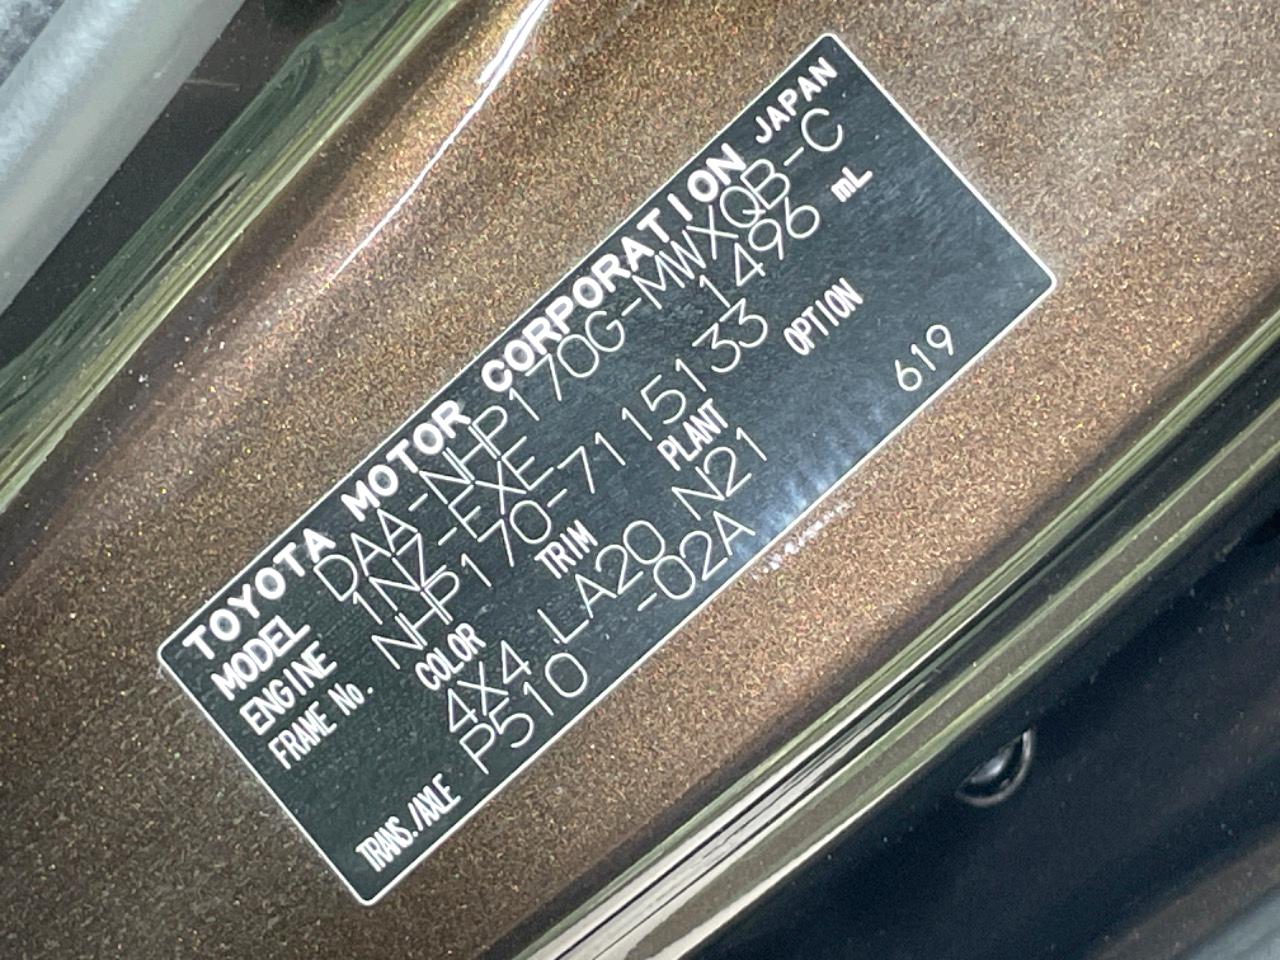 TOYOTA MOTOR CORPORATION JAPAN
MODEL DAA-NHP170G-MWXQB-C
ENGINE 1NZ-FXE 1496 mL
FRAME No. NHP170-7115133
COLOR TRIM PLANT OPTION
4X4 LA20 N21 619
TRANS./AXLE P510 -02A